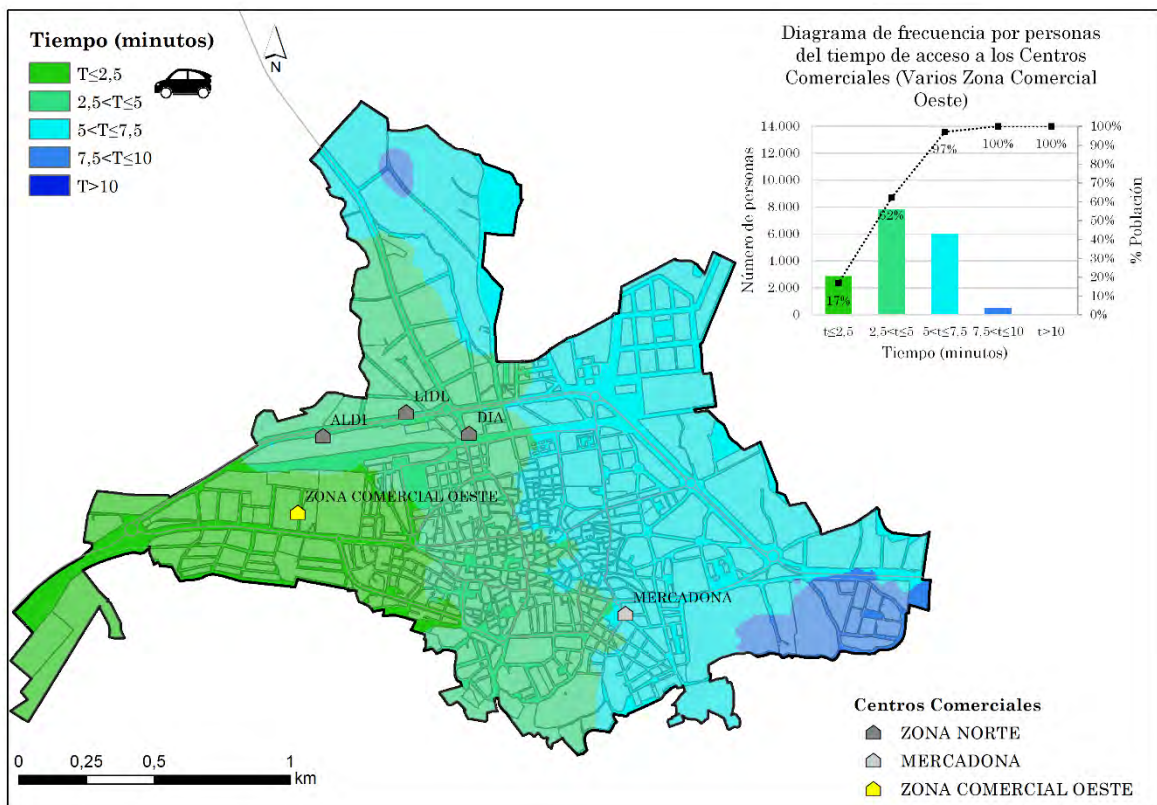 Tiempo (minutos)
T≤2,5
2,5<T≤5
5<T≤7,5
7,5<T≤10
T>10
N
Diagrama de frecuencia por personas
del tiempo de acceso a los Centros
Comerciales (Varios Zona Comercial
Oeste)
Número de personas
14.000
12.000
10.000
8.000
6.000
4.000
2.000
0
17%
62%
97%
100%
100%
100%
90%
80%
70%
60%
50%
40%
30%
20%
10%
0%
% Población
t≤2,5
2,5<t≤5
5<t≤7,5
7,5<t≤10
t>10
Tiempo (minutos)
LIDL
ALDI
DIA
ZONA COMERCIAL OESTE
MERCADONA
Centros Comerciales
ZONA NORTE
MERCADONA
ZONA COMERCIAL OESTE
0 0,25 0,5 1
km